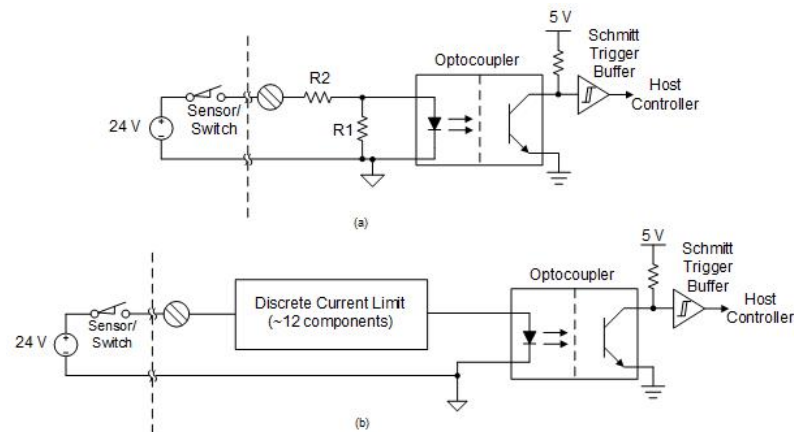 5 V
Schmitt
Trigger
Buffer
Optocoupler
Host
Controller
R2
R1
Sensor/
Switch
24 V
(a)
5 V
Schmitt
Trigger
Buffer
Optocoupler
Host
Controller
Discrete Current Limit
(~12 components)
Sensor/
Switch
24 V
(b)